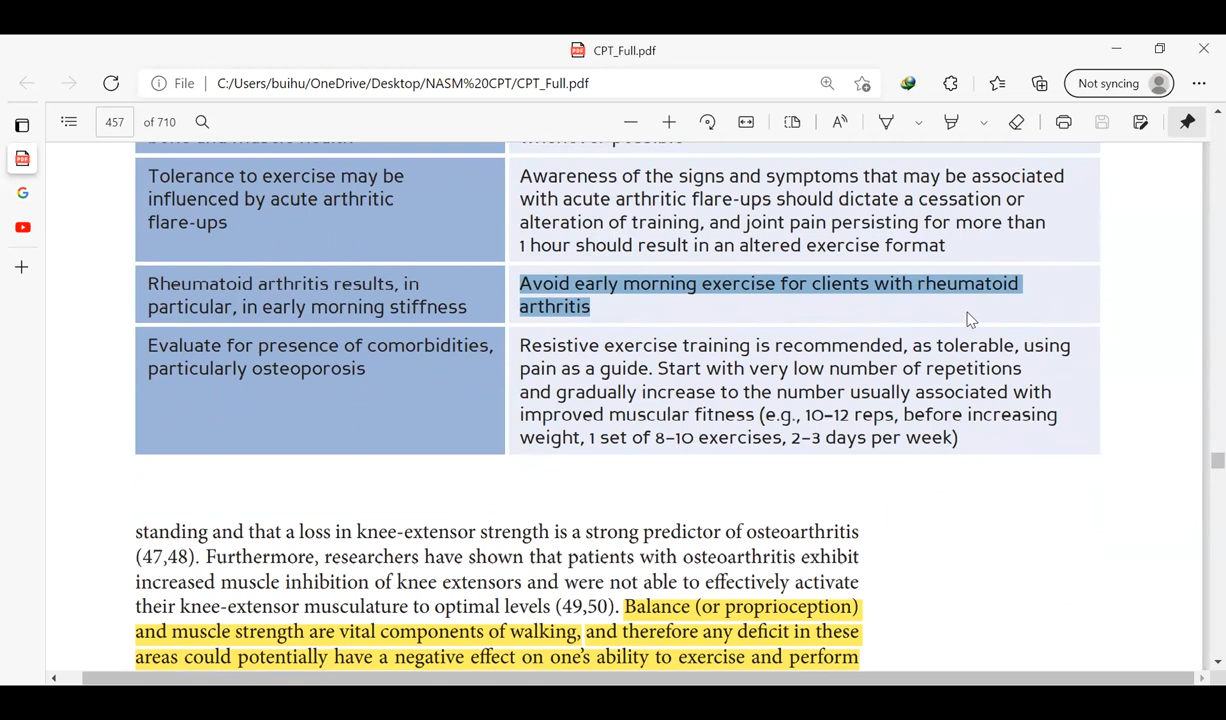 CPT_Full.pdf
File
C:/Users/buihu/OneDrive/Desktop/NASM%20CPT/CPT_Full.pdf
Not syncing
457 of 710
Tolerance to exercise may be
influenced by acute arthritic
flare-ups
Awareness of the signs and symptoms that may be associated
with acute arthritic flare-ups should dictate a cessation or
alteration of training, and joint pain persisting for more than
1 hour should result in an altered exercise format
Rheumatoid arthritis results, in
particular, in early morning stiffness
Avoid early morning exercise for clients with rheumatoid
arthritis
Evaluate for presence of comorbidities,
particularly osteoporosis
Resistive exercise training is recommended, as tolerable, using
pain as a guide. Start with very low number of repetitions
and gradually increase to the number usually associated with
improved muscular fitness (e.g., 10–12 reps, before increasing
weight, 1 set of 8–10 exercises, 2–3 days per week)
standing and that a loss in knee-extensor strength is a strong predictor of osteoarthritis
(47,48). Furthermore, researchers have shown that patients with osteoarthritis exhibit
increased muscle inhibition of knee extensors and were not able to effectively activate
their knee-extensor musculature to optimal levels (49,50). Balance (or proprioception)
and muscle strength are vital components of walking, and therefore any deficit in these
areas could potentially have a negative effect on one's ability to exercise and perform